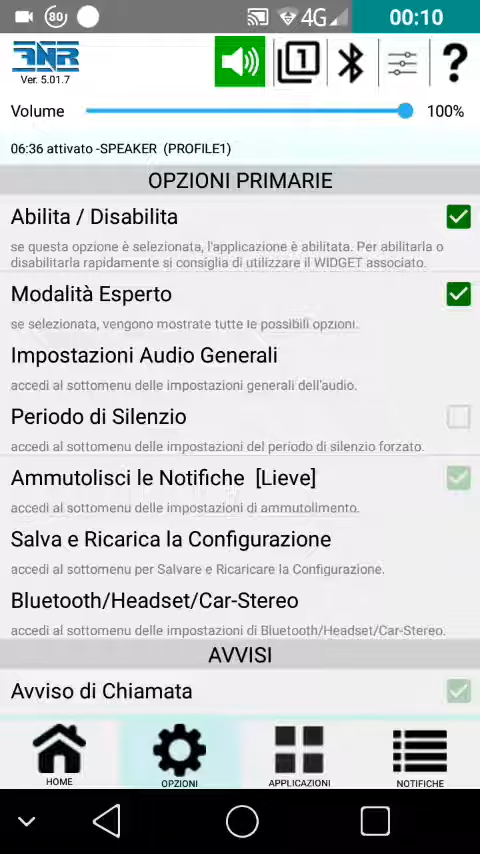 80 4G 00:10
FNR
Ver. 5.01.7
1 ?
Volume 100%
06:36 attivato -SPEAKER (PROFILE1)
OPZIONI PRIMARIE
Abilita / Disabilita
se questa opzione è selezionata, l'applicazione è abilitata. Per abilitarla o
disabilitarla rapidamente si consiglia di utilizzare il WIDGET associato.
Modalità Esperto
se selezionata, vengono mostrate tutte le possibili opzioni.
Impostazioni Audio Generali
accedi al sottomenu delle impostazioni generali dell'audio.
Periodo di Silenzio
accedi al sottomenu delle impostazioni del periodo di silenzio forzato.
Ammutolisci le Notifiche [Lieve]
accedi al sottomenu delle impostazioni di ammutolimento.
Salva e Ricarica la Configurazione
accedi al sottomenu per Salvare e Ricaricare la Configurazione.
Bluetooth/Headset/Car-Stereo
accedi al sottomenu delle impostazioni di Bluetooth/Headset/Car-Stereo.
AVVISI
Avviso di Chiamata
HOME OPZIONI APPLICAZIONI NOTIFICHE